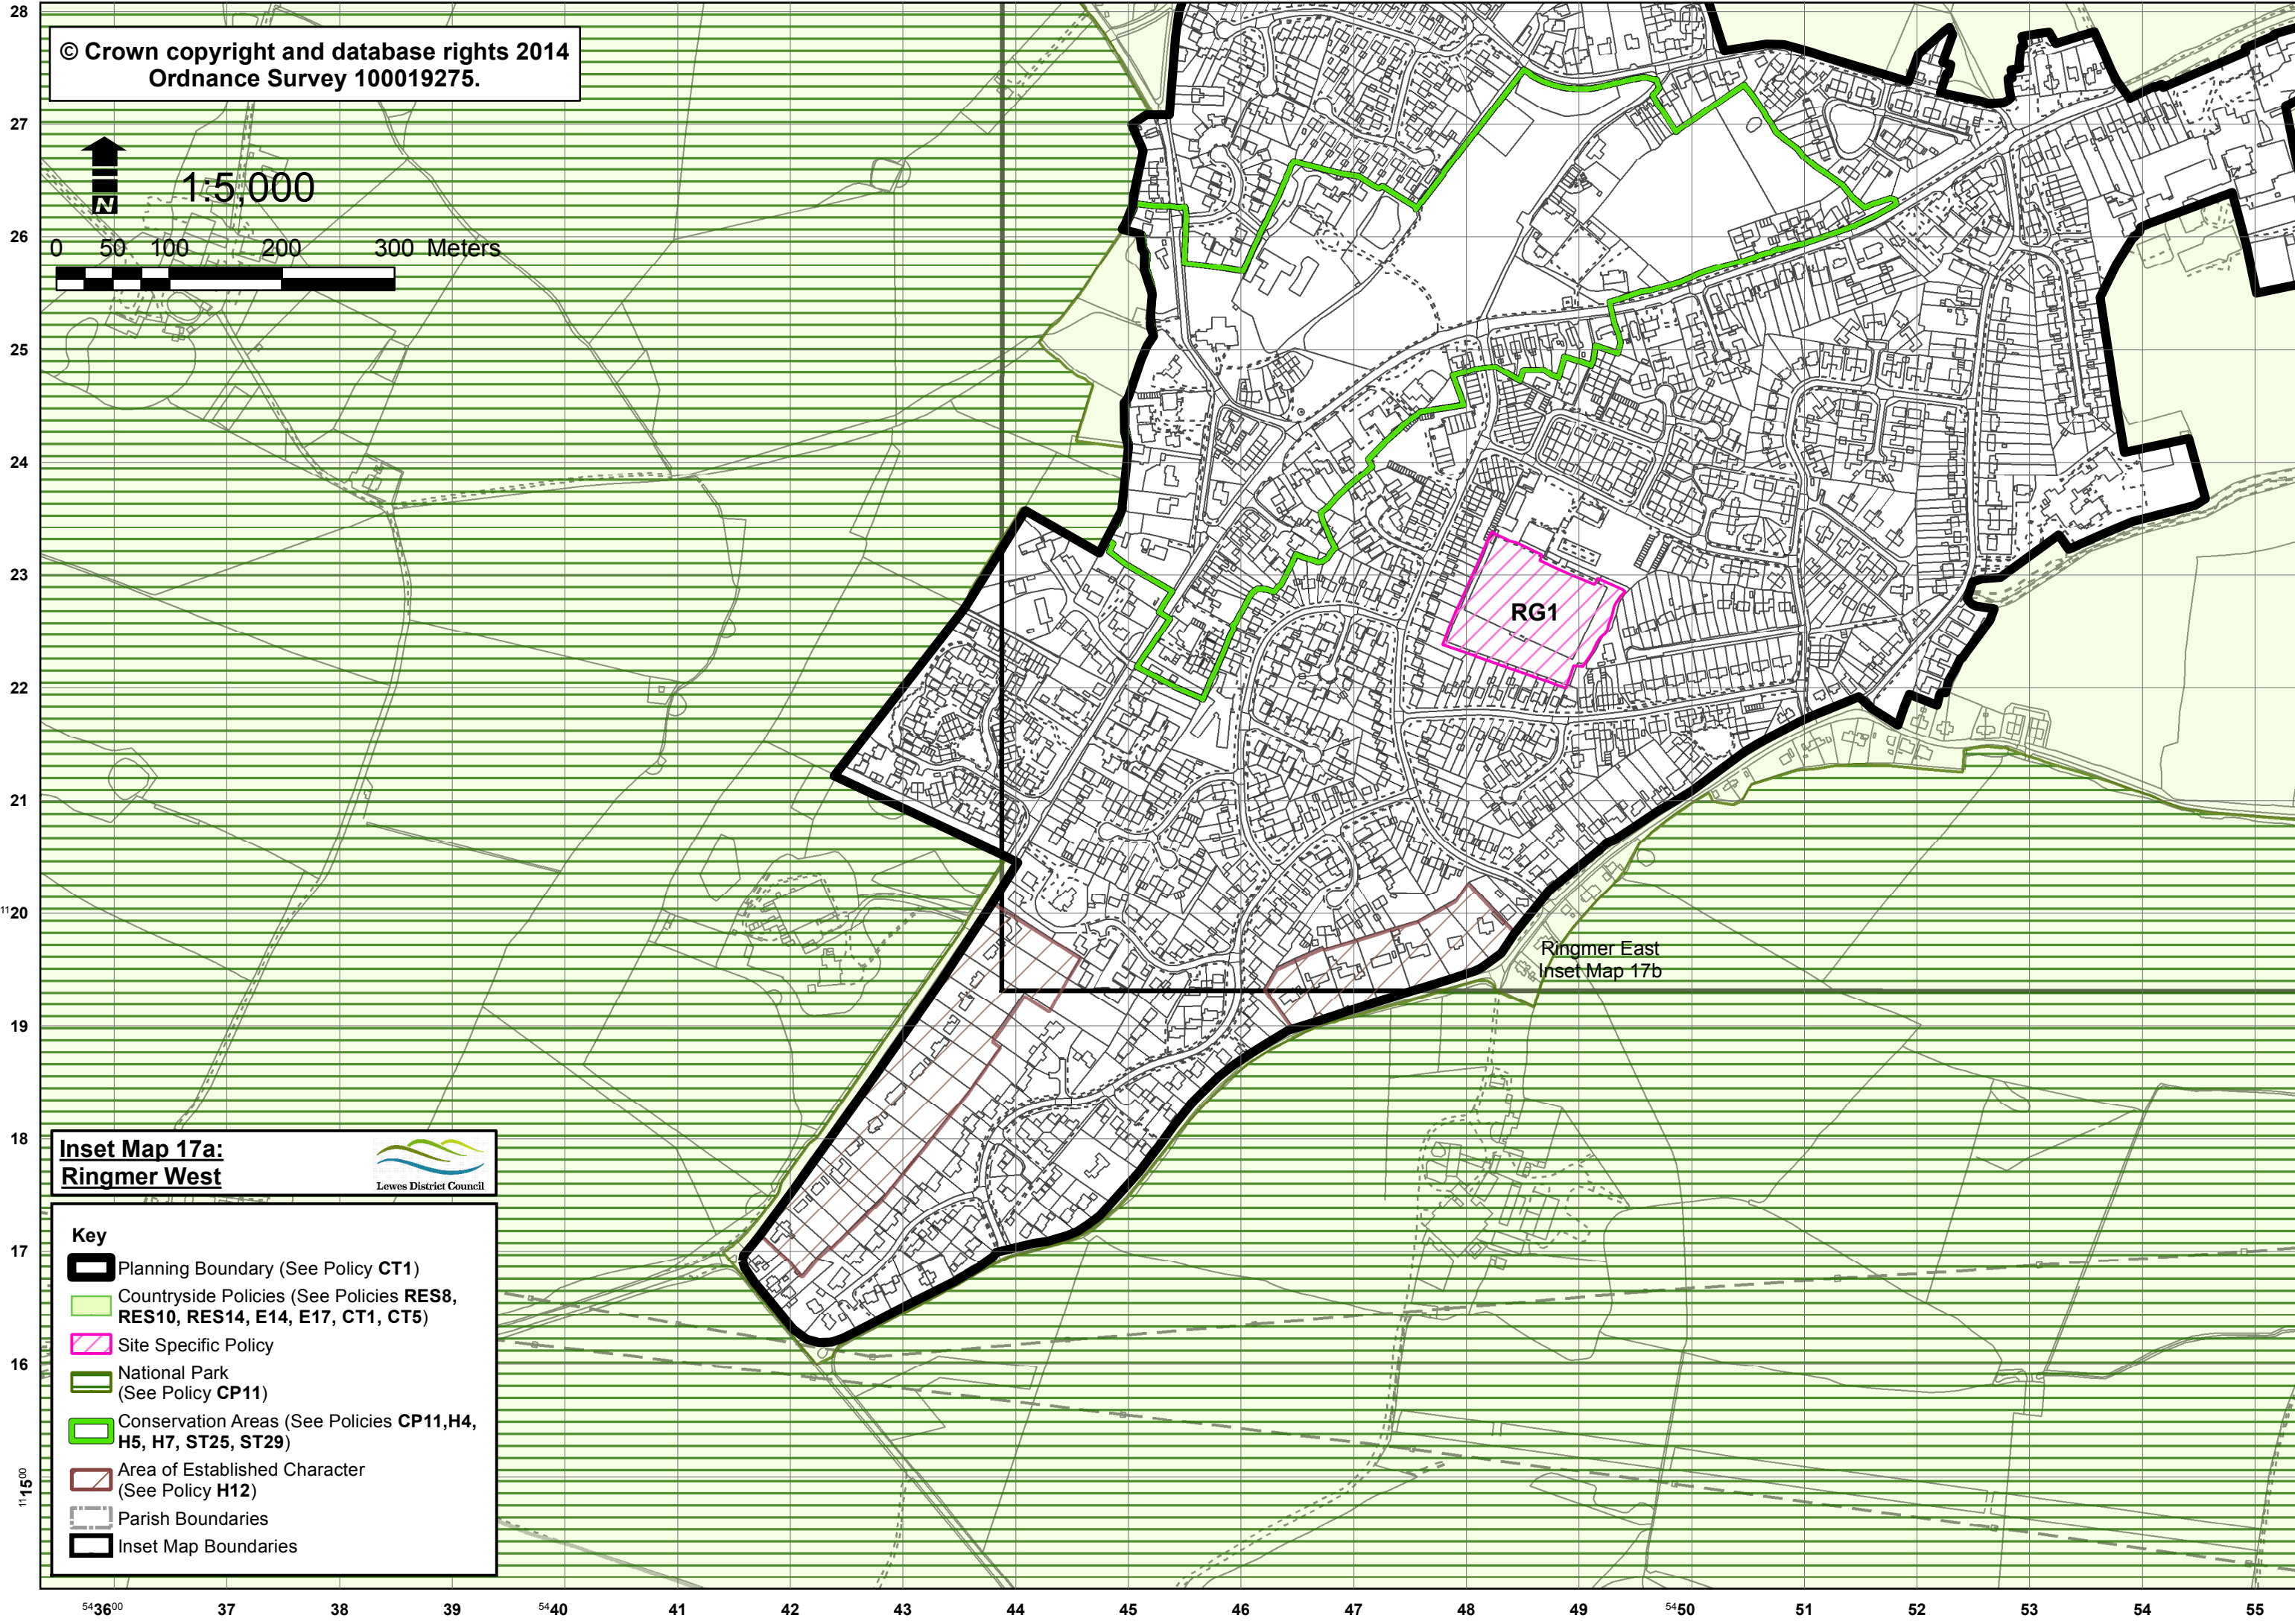 © Crown copyright and database rights 2014
Ordnance Survey 100019275.
N
1:5,000
0 50 100 200 300 Meters
28
27
26
25
24
23
22
21
1120
19
18
17
16
111500
RG1
Ringmer East
Inset Map 17b
Inset Map 17a:
Ringmer West
Lewes District Council
Key
Planning Boundary (See Policy CT1)
Countryside Policies (See Policies RES8,
RES10, RES14, E14, E17, CT1, CT5)
Site Specific Policy
National Park
(See Policy CP11)
Conservation Areas (See Policies CP11,H4,
H5, H7, ST25, ST29)
Area of Established Character
(See Policy H12)
Parish Boundaries
Inset Map Boundaries
543600 37 38 39 5440 41 42 43 44 45 46 47 48 49 5450 51 52 53 54 55